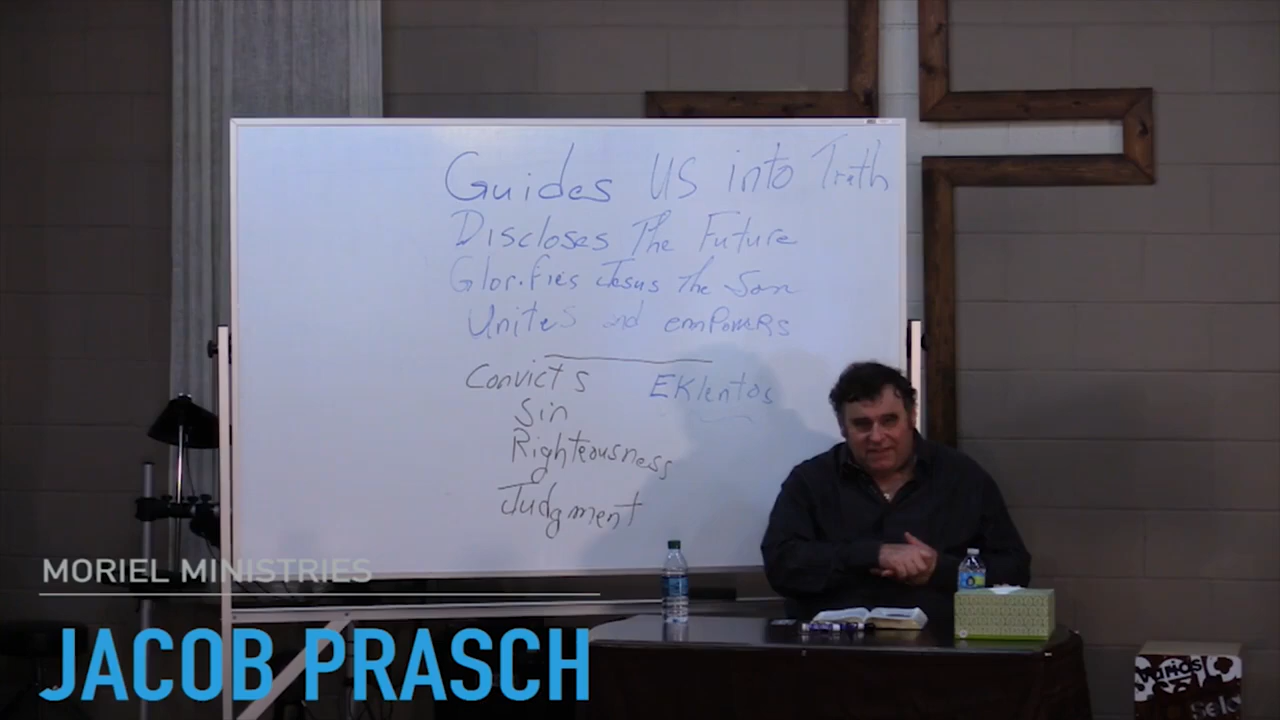 Guides US into Truth
Discloses The Future
Glorifies Jesus The Son
Unites and emPowers
Convicts EKlentos
Sin
Righteousness
Judgment
MORIEL MINISTRIES
JACOB PRASCH